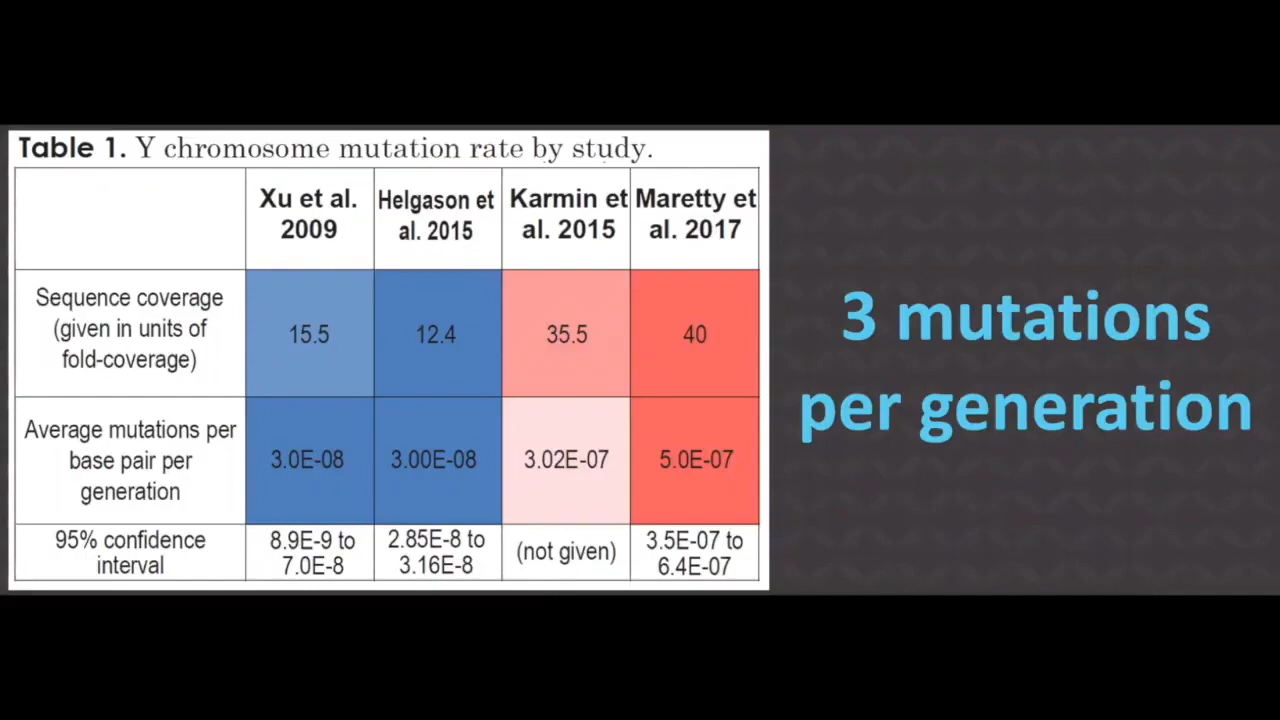 Table 1. Y chromosome mutation rate by study.
Xu et al.
2009
Helgason et
al. 2015
Karmin et
al. 2015
Maretty et
al. 2017
Sequence coverage
(given in units of
fold-coverage)
15.5
12.4
35.5
40
Average mutations per
base pair per
generation
3.0E-08
3.00E-08
3.02E-07
5.0E-07
95% confidence
interval
8.9E-9 to
7.0E-8
2.85E-8 to
3.16E-8
(not given)
3.5E-07 to
6.4E-07
3 mutations
per generation